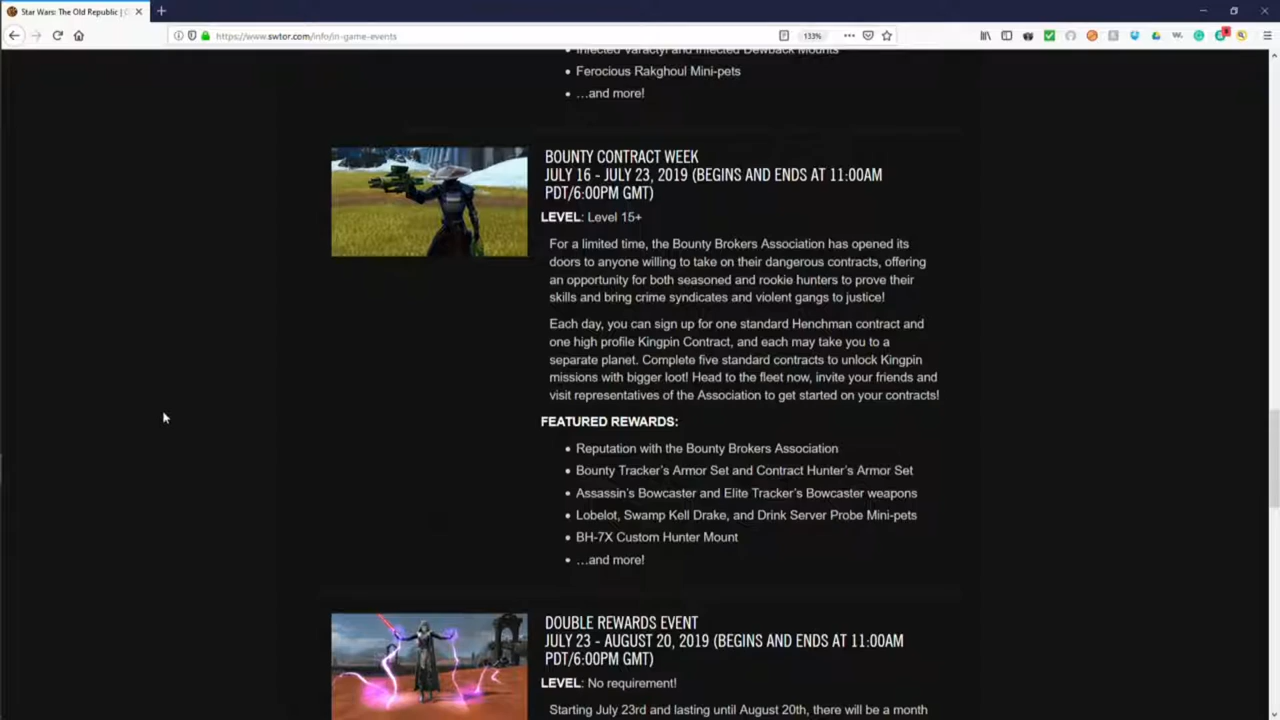 Star Wars: The Old Republic |
https://www.swtor.com/info/in-game-events
133%
Infected Varactyl and Infected Dewback Mounts
Ferocious Rakghoul Mini-pets
…and more!
BOUNTY CONTRACT WEEK
JULY 16 - JULY 23, 2019 (BEGINS AND ENDS AT 11:00AM
PDT/6:00PM GMT)
LEVEL: Level 15+
For a limited time, the Bounty Brokers Association has opened its
doors to anyone willing to take on their dangerous contracts, offering
an opportunity for both seasoned and rookie hunters to prove their
skills and bring crime syndicates and violent gangs to justice!
Each day, you can sign up for one standard Henchman contract and
one high profile Kingpin Contract, and each may take you to a
separate planet. Complete five standard contracts to unlock Kingpin
missions with bigger loot! Head to the fleet now, invite your friends and
visit representatives of the Association to get started on your contracts!
FEATURED REWARDS:
Reputation with the Bounty Brokers Association
Bounty Tracker's Armor Set and Contract Hunter's Armor Set
Assassin's Bowcaster and Elite Tracker's Bowcaster weapons
Lobelot, Swamp Kell Drake, and Drink Server Probe Mini-pets
BH-7X Custom Hunter Mount
…and more!
DOUBLE REWARDS EVENT
JULY 23 - AUGUST 20, 2019 (BEGINS AND ENDS AT 11:00AM
PDT/6:00PM GMT)
LEVEL: No requirement!
Starting July 23rd and lasting until August 20th, there will be a month